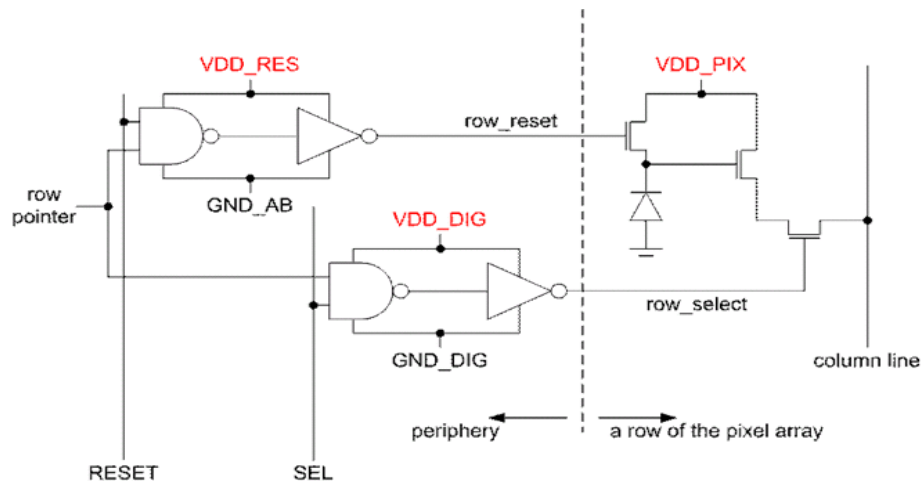 VDD_RES
VDD_PIX
row_reset
row
pointer
GND_AB
VDD_DIG
row_select
GND_DIG
column line
periphery
a row of the pixel array
RESET
SEL